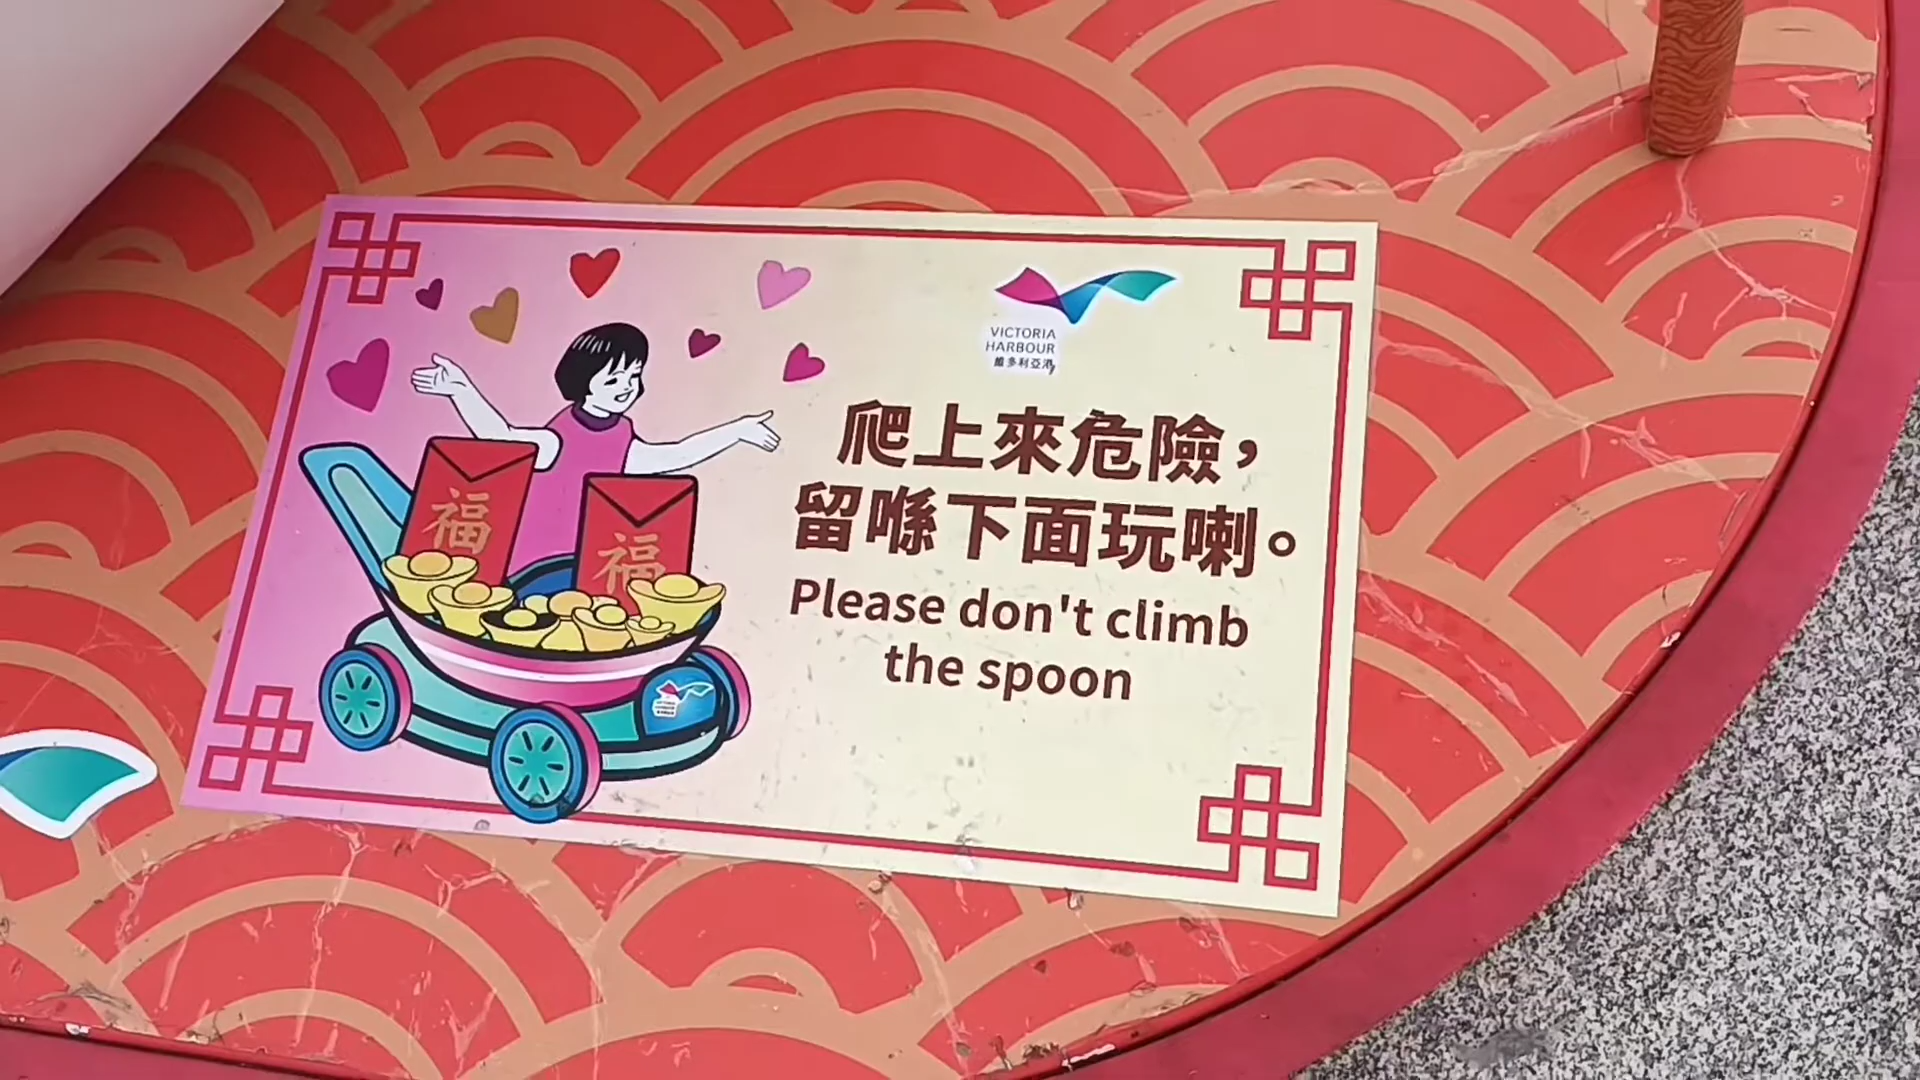 VICTORIA
HARBOUR
維多利亞港
爬上來危險，
留喺下面玩喇。
Please don't climb
the spoon
福
福